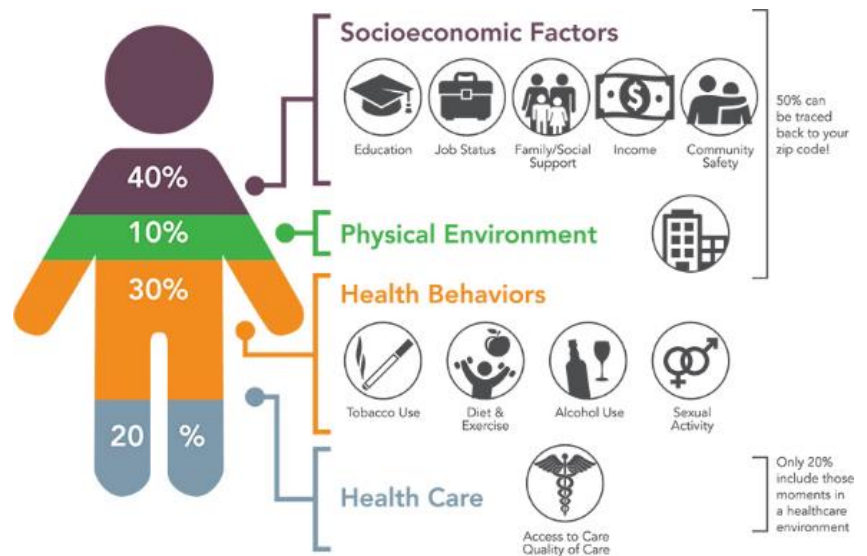 Socioeconomic Factors
Education
Job Status
Family/Social
Support
Income
Community
Safety
50% can
be traced
back to your
zip code!
40%
10%
Physical Environment
30%
Health Behaviors
Tobacco Use
Diet &
Exercise
Alcohol Use
Sexual
Activity
20 %
Health Care
Access to Care
Quality of Care
Only 20%
include those
moments in
a healthcare
environment